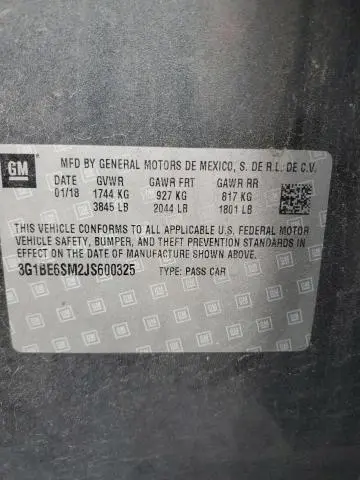 GM
MFD BY GENERAL MOTORS DE MEXICO, S. DE R.L. DE C.V.
DATE GVWR GAWR FRT GAWR RR
01/18 1744 KG 927 KG 817 KG
3845 LB 2044 LB 1801 LB
THIS VEHICLE CONFORMS TO ALL APPLICABLE U.S. FEDERAL MOTOR
VEHICLE SAFETY, BUMPER, AND THEFT PREVENTION STANDARDS IN
EFFECT ON THE DATE OF MANUFACTURE SHOWN ABOVE.
3G1BE6SM2JS600325 TYPE: PASS CAR